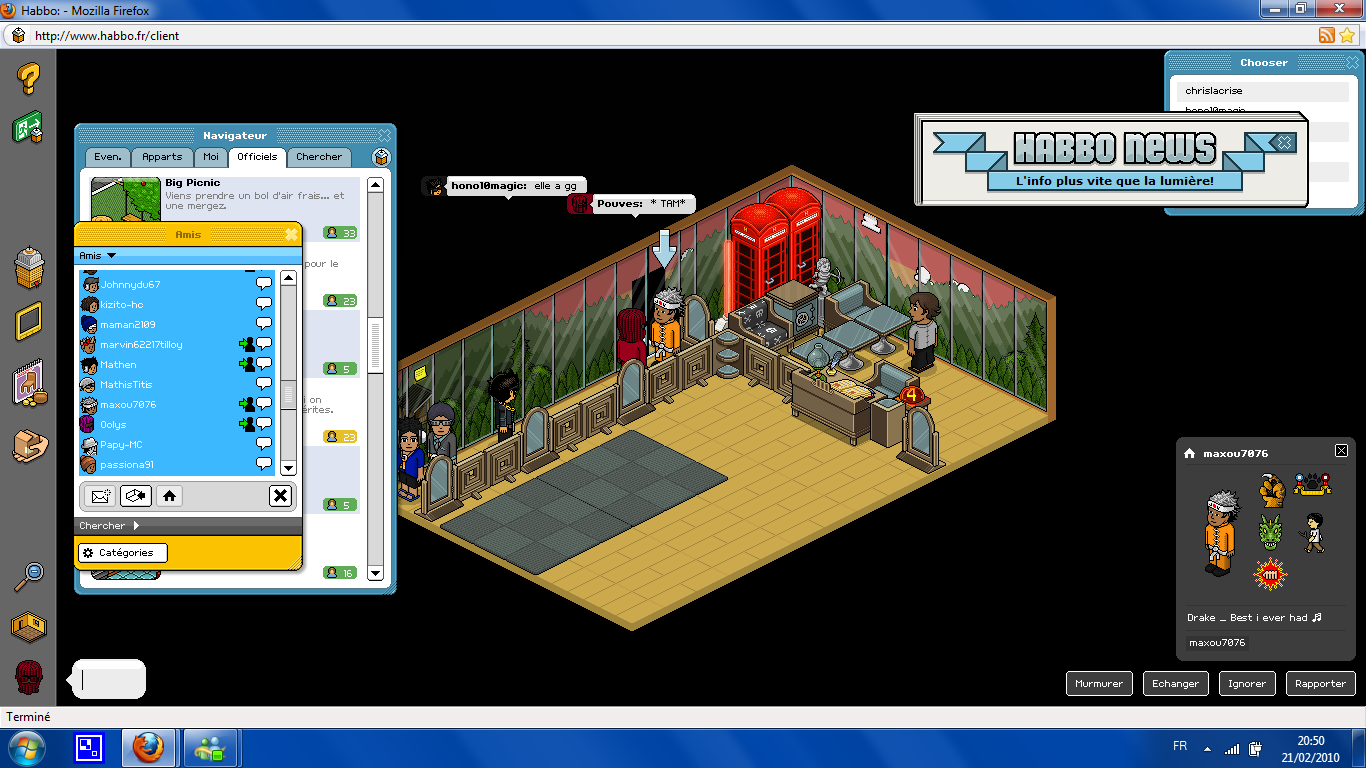 Habbo: - Mozilla Firefox
http://www.habbo.fr/client
Chooser
chrislacrise
hono10magic
HABBO NEWS
L'info plus vite que la lumière!
Navigateur
Even.
Apparts
Moi
Officiels
Chercher
Big Picnic
Viens prendre un bol d'air frais... et
une mergez.
33
Amis
Amis
pour le
23
Johnnydu67
kizito-ho
maman2109
marvin62217tilloy
Mathen
5
MathisTitis
maxou7076
i on
érites.
Oolys
23
Papy-MC
passiona91
5
Chercher
Catégories
16
hono10magic: elle a gg
Pouves: * TAM*
4
maxou7076
Drake _ Best i ever had
maxou7076
Murmurer
Echanger
Ignorer
Rapporter
Terminé
FR
20:50
21/02/2010